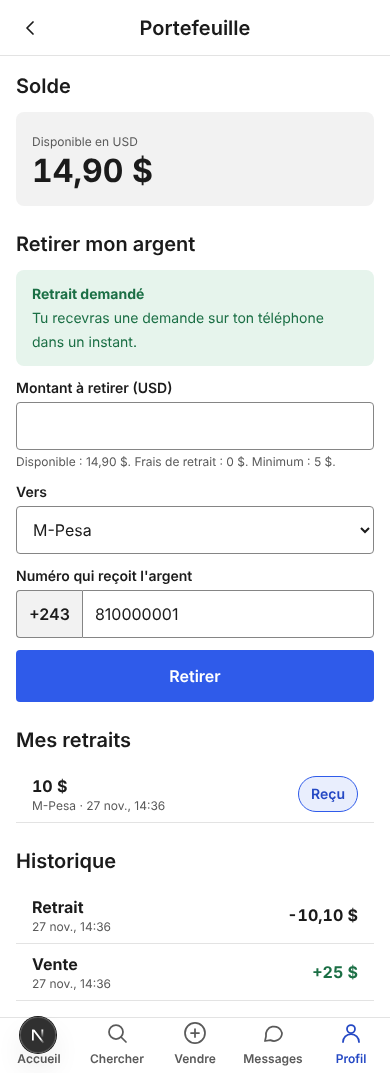 Portefeuille
Solde
Disponible en USD
14,90 $
Retirer mon argent
Retrait demandé
Tu recevras une demande sur ton téléphone
dans un instant.
Montant à retirer (USD)
Disponible : 14,90 $. Frais de retrait : 0 $. Minimum : 5 $.
Vers
M-Pesa
Numéro qui reçoit l'argent
+243 810000001
Retirer
Mes retraits
10 $
Reçu
M-Pesa · 27 nov., 14:36
Historique
Retrait
-10,10 $
27 nov., 14:36
Vente
+25 $
27 nov., 14:36
N
Accueil Chercher Vendre Messages Profil